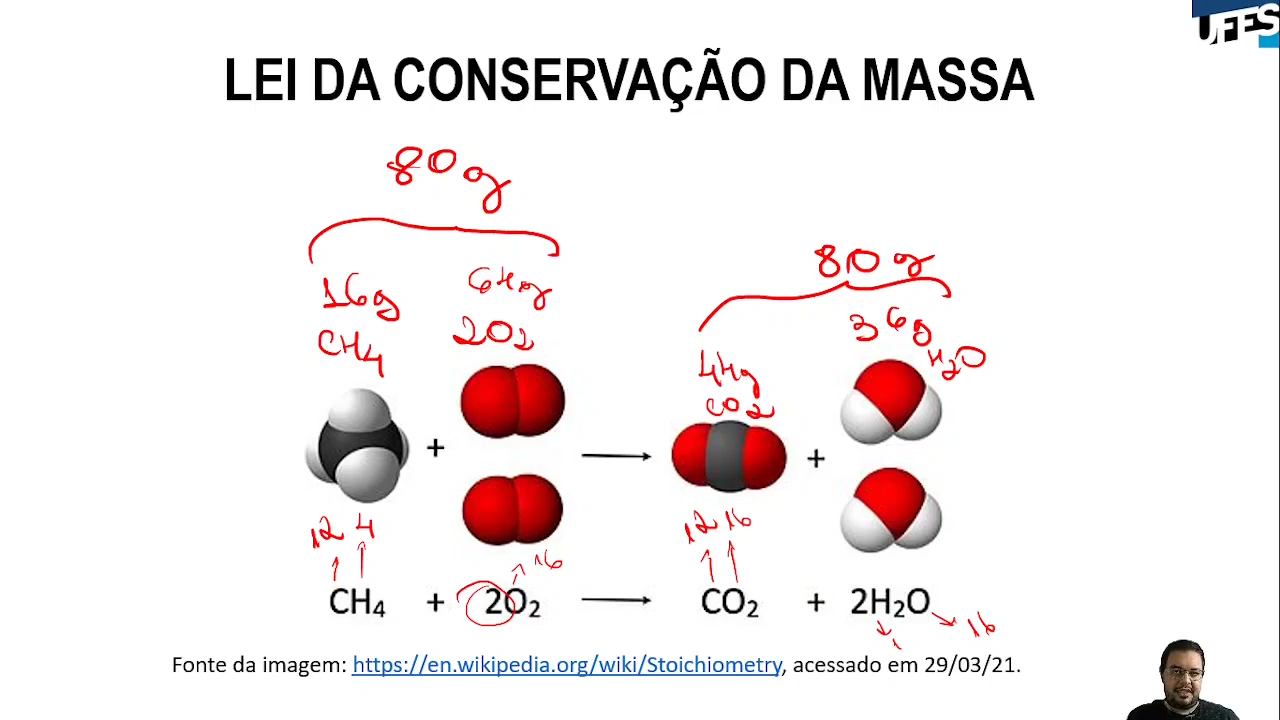 UFES
LEI DA CONSERVAÇÃO DA MASSA
80g
80g
16g
64g
36g
CH4
2O2
H2O
44g
CO2
+
+
12 4
12 16
16
CH₄ + 2O₂ → CO₂ + 2H₂O
1
16
Fonte da imagem: https://en.wikipedia.org/wiki/Stoichiometry, acessado em 29/03/21.